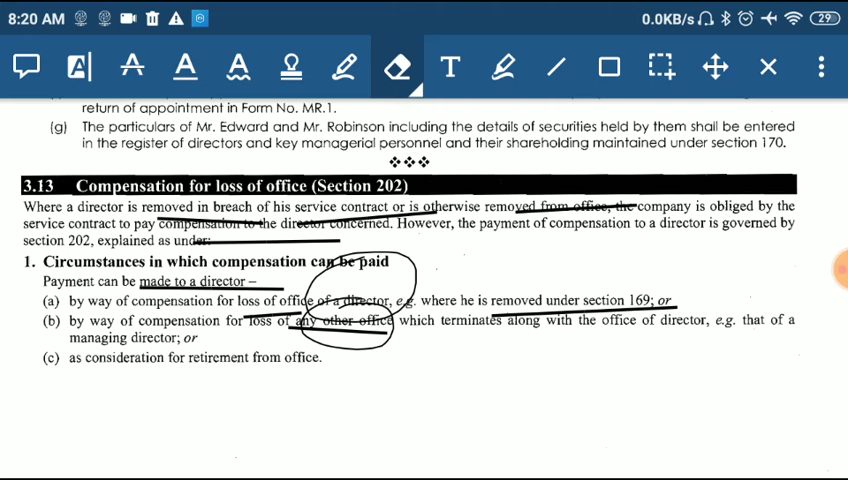 8:20 AM
0.0KB/s
29
A
A
A
A
T
return of appointment in Form No. MR.1.
(g) The particulars of Mr. Edward and Mr. Robinson including the details of securities held by them shall be entered
in the register of directors and key managerial personnel and their shareholding maintained under section 170.
3.13 Compensation for loss of office (Section 202)
Where a director is removed in breach of his service contract or is otherwise removed from office, the company is obliged by the
service contract to pay compensation to the director concerned. However, the payment of compensation to a director is governed by
section 202, explained as under:
1. Circumstances in which compensation can be paid
Payment can be made to a director –
(a) by way of compensation for loss of office of a director, e.g. where he is removed under section 169; or
(b) by way of compensation for loss of any other office which terminates along with the office of director, e.g. that of a
managing director; or
(c) as consideration for retirement from office.